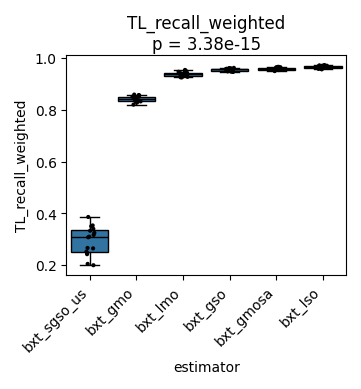 TL_recall_weighted
p = 3.38e-15
TL_recall_weighted
1.0
0.8
0.6
0.4
0.2
bxt_sgso_us
bxt_gmo
bxt_lmo
bxt_gso
bxt_gmosa
bxt_lso
estimator